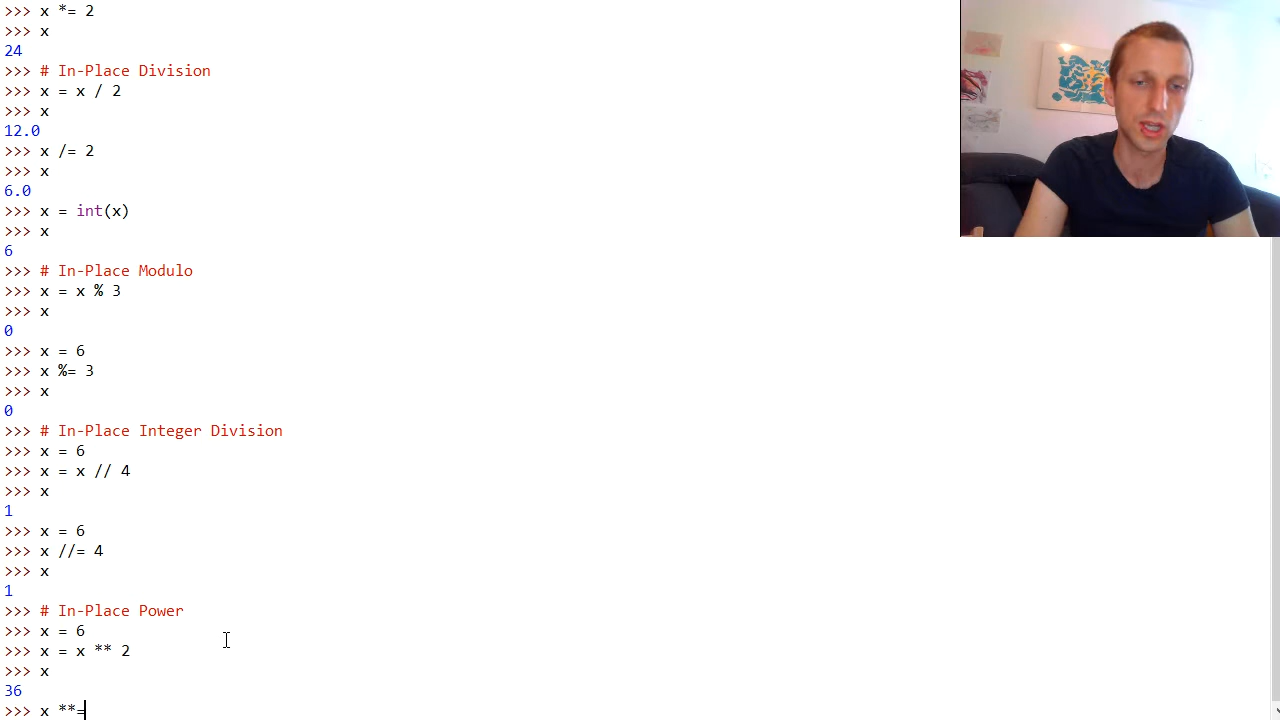 >>> x *= 2
>>> x
24
>>> # In-Place Division
>>> x = x / 2
>>> x
12.0
>>> x /= 2
>>> x
6.0
>>> x = int(x)
>>> x
6
>>> # In-Place Modulo
>>> x = x % 3
>>> x
0
>>> x = 6
>>> x %= 3
>>> x
0
>>> # In-Place Integer Division
>>> x = 6
>>> x = x // 4
>>> x
1
>>> x = 6
>>> x //= 4
>>> x
1
>>> # In-Place Power
>>> x = 6
>>> x = x ** 2
>>> x
36
>>> x **=